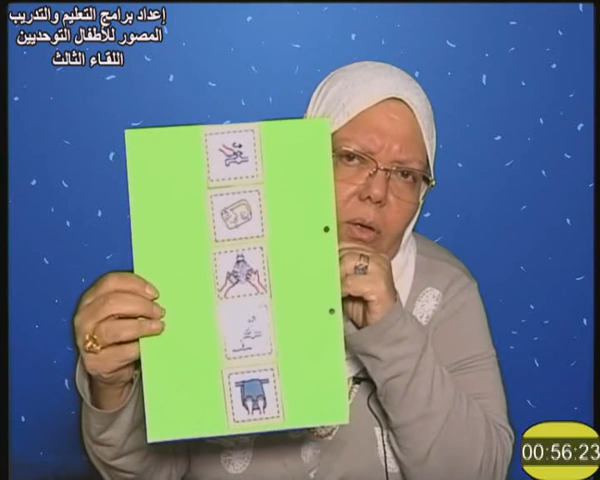 إعداد برامج التعليم والتدريب
المصور للأطفال التوحديين
اللقاء الثالث
00:56:23